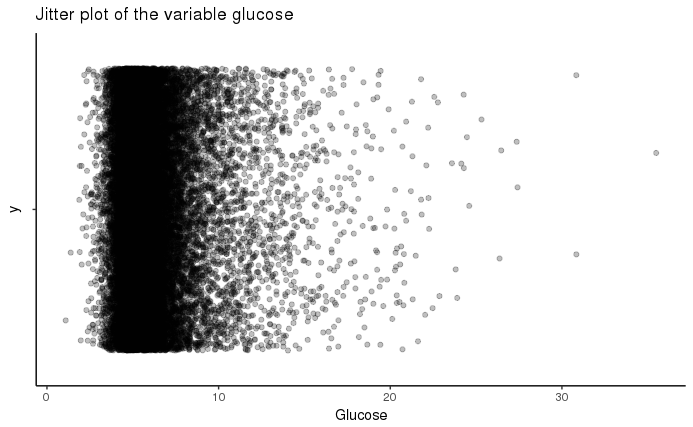 Jitter plot of the variable glucose
y
0 10 20 30
Glucose